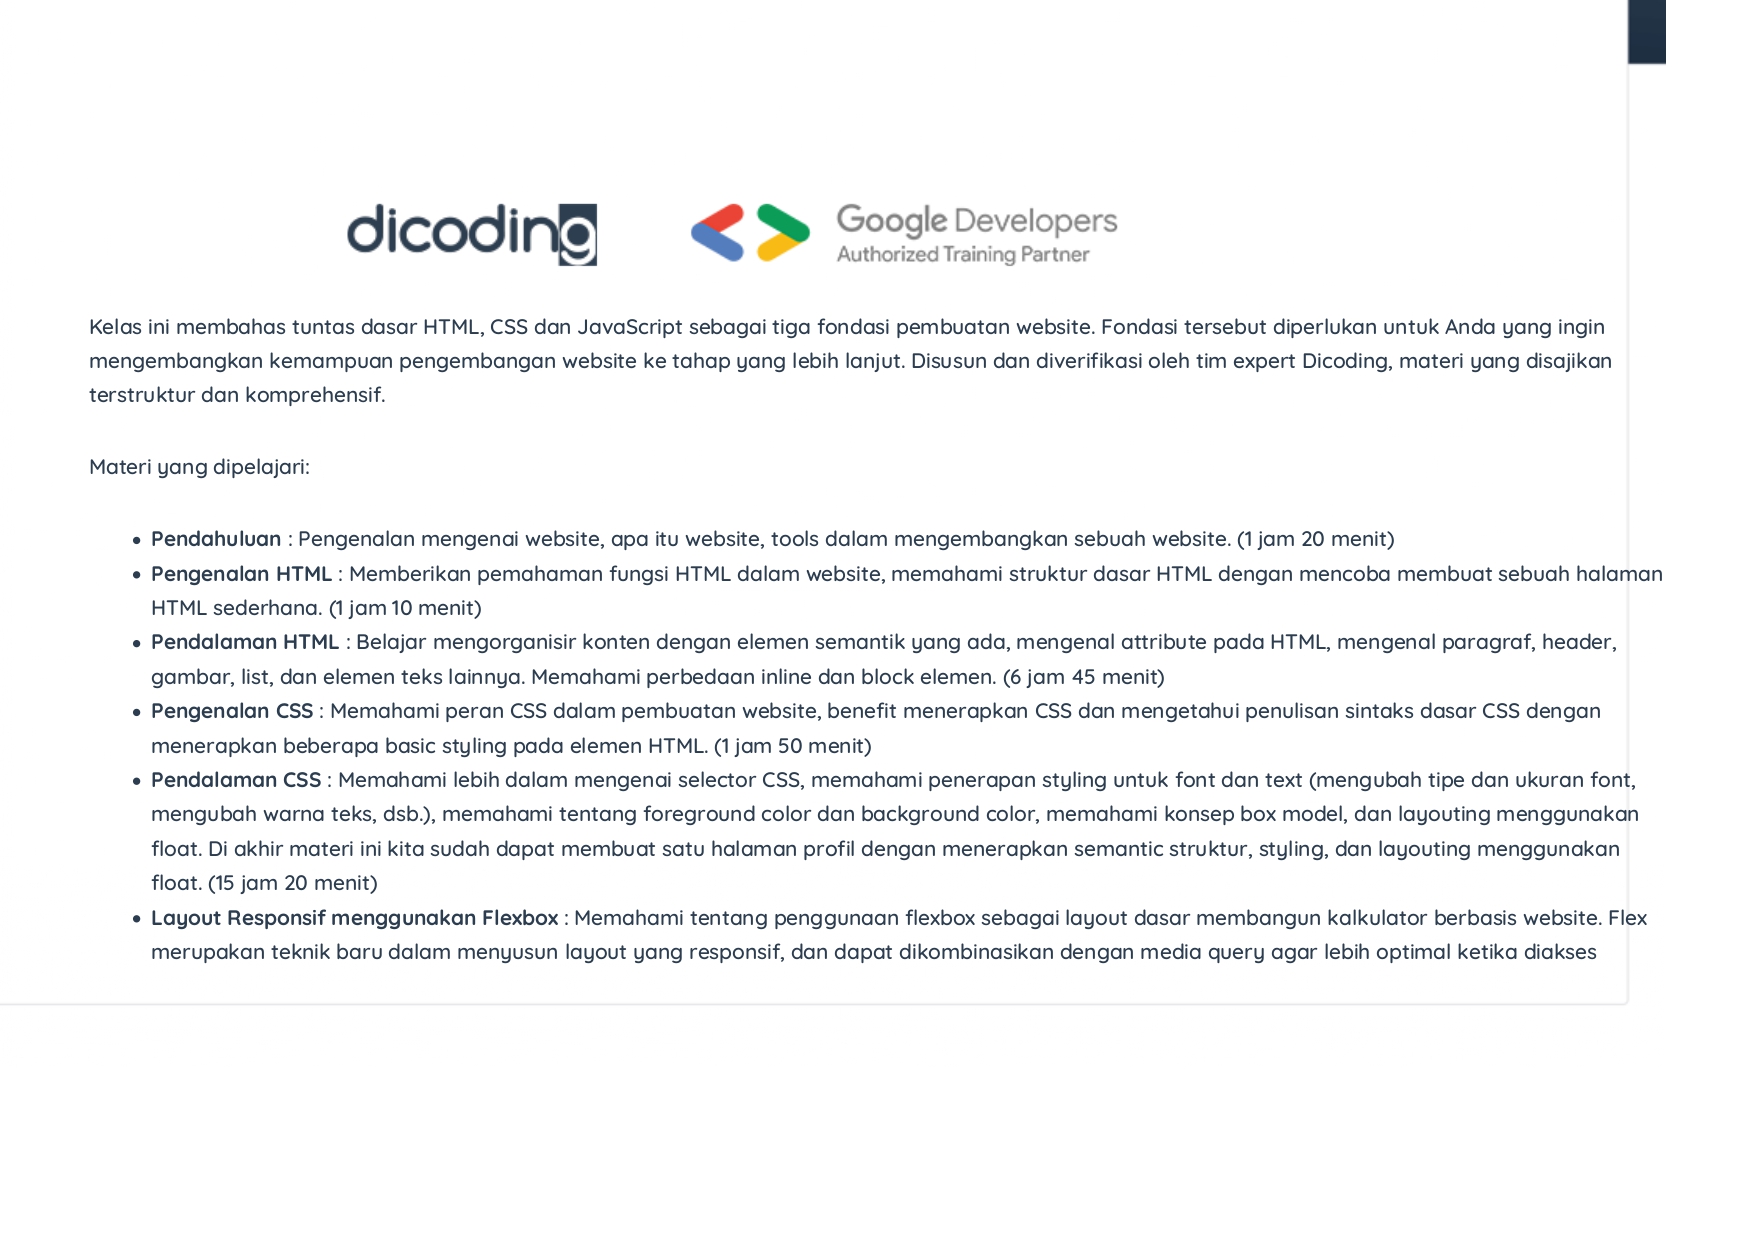 dicoding
Google Developers
Authorized Training Partner
Kelas ini membahas tuntas dasar HTML, CSS dan JavaScript sebagai tiga fondasi pembuatan website. Fondasi tersebut diperlukan untuk Anda yang ingin
mengembangkan kemampuan pengembangan website ke tahap yang lebih lanjut. Disusun dan diverifikasi oleh tim expert Dicoding, materi yang disajikan
terstruktur dan komprehensif.
Materi yang dipelajari:
• Pendahuluan : Pengenalan mengenai website, apa itu website, tools dalam mengembangkan sebuah website. (1 jam 20 menit)
• Pengenalan HTML : Memberikan pemahaman fungsi HTML dalam website, memahami struktur dasar HTML dengan mencoba membuat sebuah halaman
HTML sederhana. (1 jam 10 menit)
• Pendalaman HTML : Belajar mengorganisir konten dengan elemen semantik yang ada, mengenal attribute pada HTML, mengenal paragraf, header,
gambar, list, dan elemen teks lainnya. Memahami perbedaan inline dan block elemen. (6 jam 45 menit)
• Pengenalan CSS : Memahami peran CSS dalam pembuatan website, benefit menerapkan CSS dan mengetahui penulisan sintaks dasar CSS dengan
menerapkan beberapa basic styling pada elemen HTML. (1 jam 50 menit)
• Pendalaman CSS : Memahami lebih dalam mengenai selector CSS, memahami penerapan styling untuk font dan text (mengubah tipe dan ukuran font,
mengubah warna teks, dsb.), memahami tentang foreground color dan background color, memahami konsep box model, dan layouting menggunakan
float. Di akhir materi ini kita sudah dapat membuat satu halaman profil dengan menerapkan semantic struktur, styling, dan layouting menggunakan
float. (15 jam 20 menit)
• Layout Responsif menggunakan Flexbox : Memahami tentang penggunaan flexbox sebagai layout dasar membangun kalkulator berbasis website. Flex
merupakan teknik baru dalam menyusun layout yang responsif, dan dapat dikombinasikan dengan media query agar lebih optimal ketika diakses